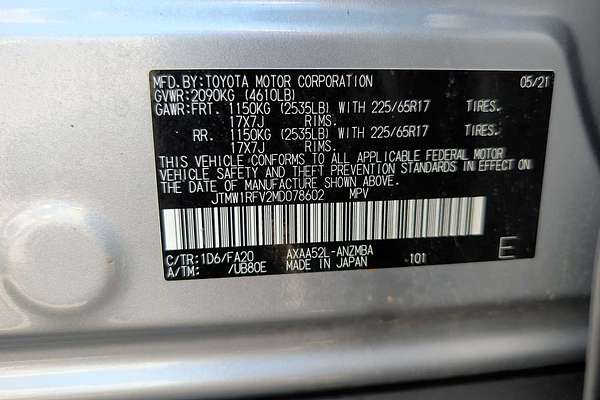 MFD.BY:TOYOTA MOTOR CORPORATION 05/21
GVWR:2090KG (4610LB)
GAWR:FRT. 1150KG (2535LB) WITH 225/65R17 TIRES.
17X7J RIMS.
RR. 1150KG (2535LB) WITH 225/65R17 TIRES.
17X7J RIMS.
THIS VEHICLE CONFORMS TO ALL APPLICABLE FEDERAL MOTOR
VEHICLE SAFETY AND THEFT PREVENTION STANDARDS IN EFFECT ON
THE DATE OF MANUFACTURE SHOWN ABOVE.
JTMW1RFV2MD078602 MPV
C/TR:1D6/FA20 AXAA52L-ANZMBA E
A/TM: /UB80E MADE IN JAPAN 101